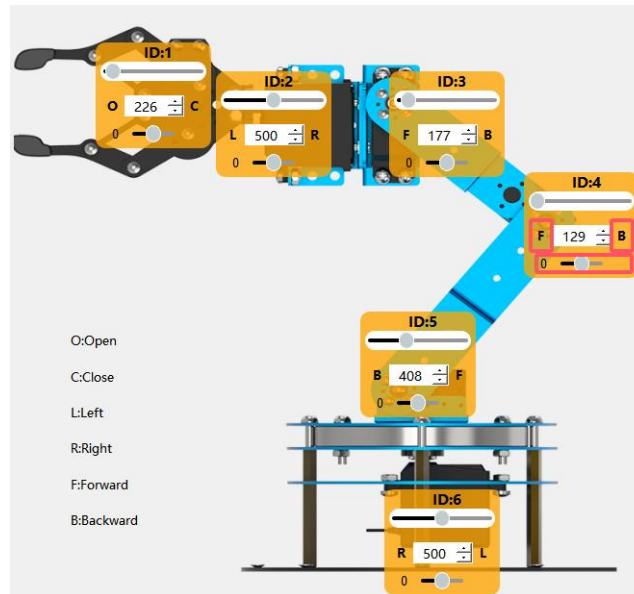 ID:1
O 226 C
0
ID:2
L 500 R
0
ID:3
F 177 B
0
ID:4
F 129 B
0
ID:5
B 408 F
0
ID:6
R 500 L
0
O:Open
C:Close
L:Left
R:Right
F:Forward
B:Backward